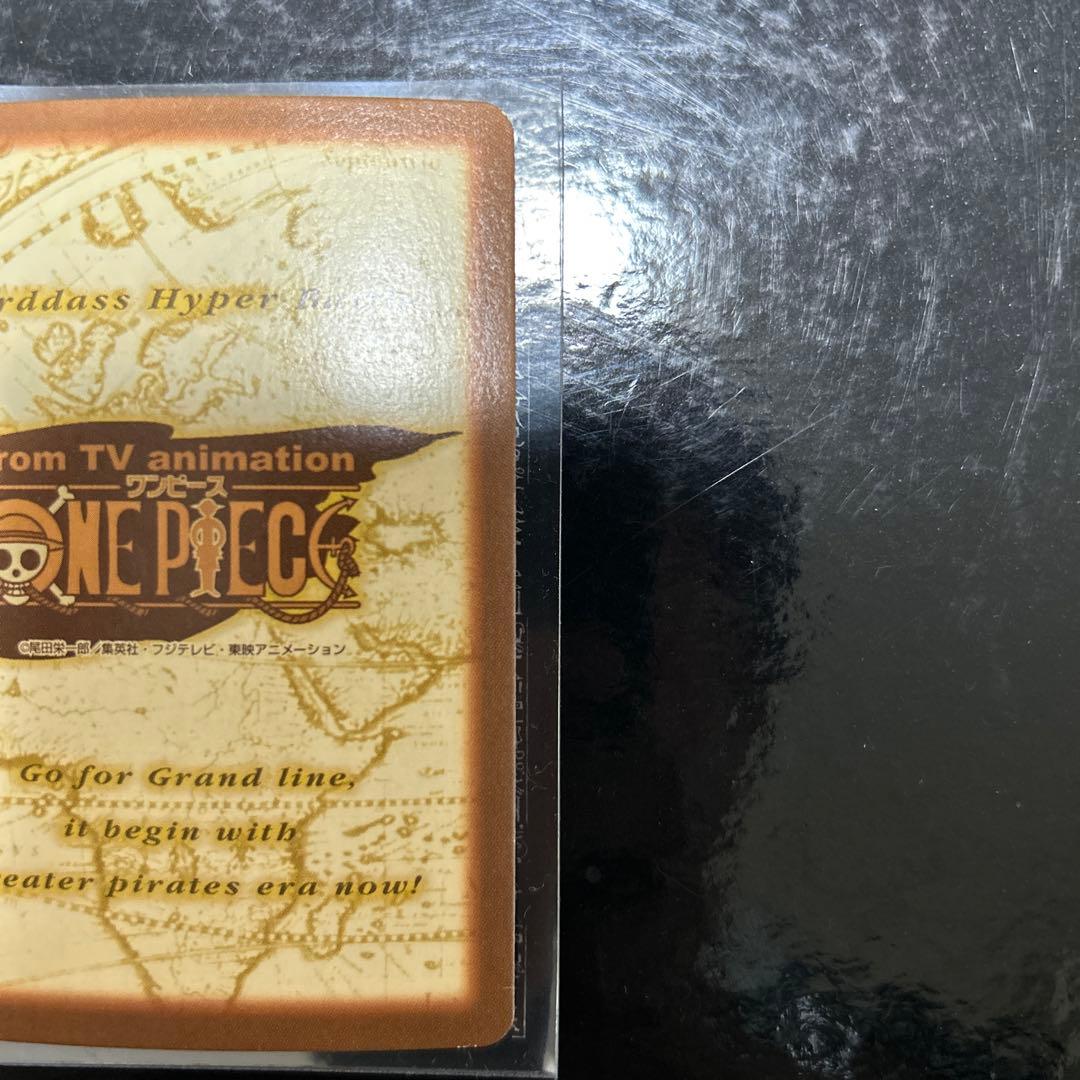 rddass Hyper Battle
rom TV animation
ワンピース
ONE PIECE
©尾田栄一郎/集英社・フジテレビ・東映アニメーション
Go for Grand line,
it begin with
eater pirates era now!